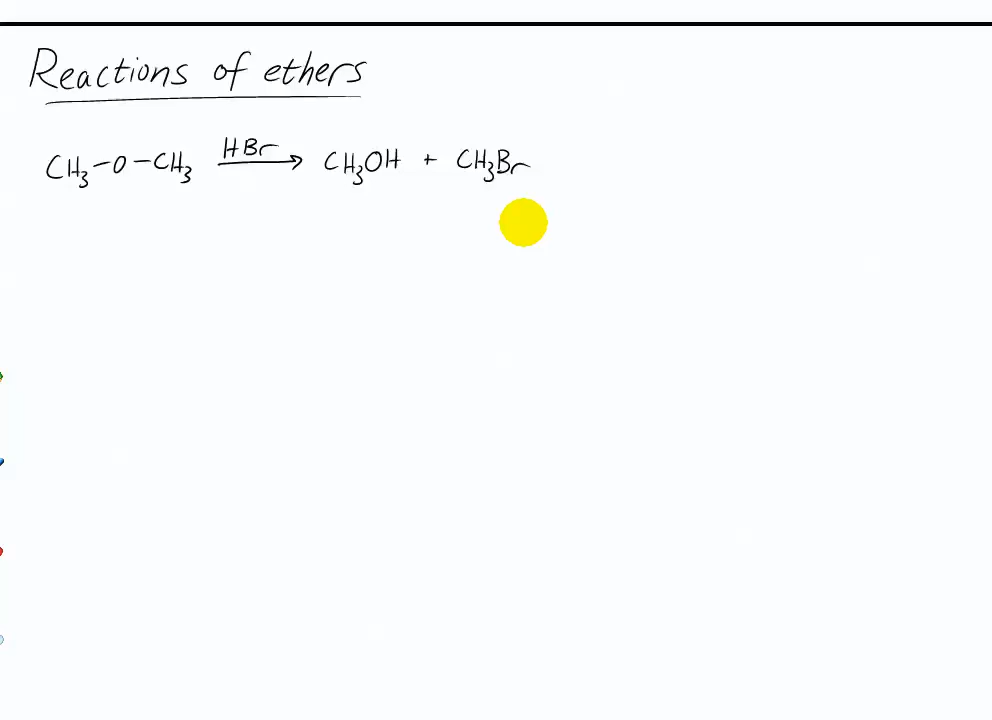 Reactions of ethers
CH₃-O-CH₃ HBr→ CH₃OH + CH₃Br